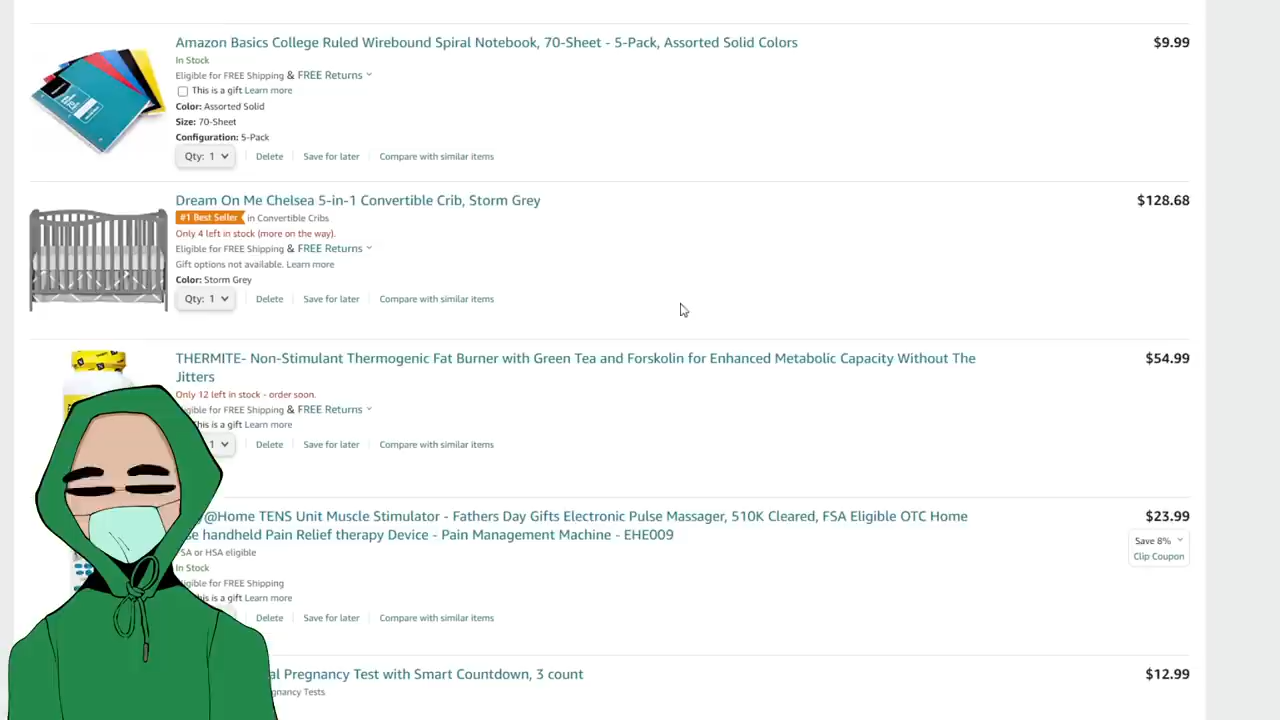 Amazon Basics College Ruled Wirebound Spiral Notebook, 70-Sheet - 5-Pack, Assorted Solid Colors
$9.99
In Stock
Eligible for FREE Shipping & FREE Returns
This is a gift Learn more
Color: Assorted Solid
Size: 70-Sheet
Configuration: 5-Pack
Qty: 1 Delete Save for later Compare with similar items
Dream On Me Chelsea 5-in-1 Convertible Crib, Storm Grey
$128.68
#1 Best Seller in Convertible Cribs
Only 4 left in stock (more on the way).
Eligible for FREE Shipping & FREE Returns
Gift options not available. Learn more
Color: Storm Grey
Qty: 1 Delete Save for later Compare with similar items
THERMITE- Non-Stimulant Thermogenic Fat Burner with Green Tea and Forskolin for Enhanced Metabolic Capacity Without The
Jitters
$54.99
Only 12 left in stock - order soon.
for FREE Shipping & FREE Returns
This is a gift Learn more
1 Delete Save for later Compare with similar items
@Home TENS Unit Muscle Stimulator - Fathers Day Gifts Electronic Pulse Massager, 510K Cleared, FSA Eligible OTC Home
handheld Pain Relief therapy Device - Pain Management Machine - EHE009
$23.99
Save 8%
Clip Coupon
or HSA eligible
In Stock
for FREE Shipping
is a gift Learn more
Delete Save for later Compare with similar items
Pregnancy Test with Smart Countdown, 3 count
$12.99
Tests